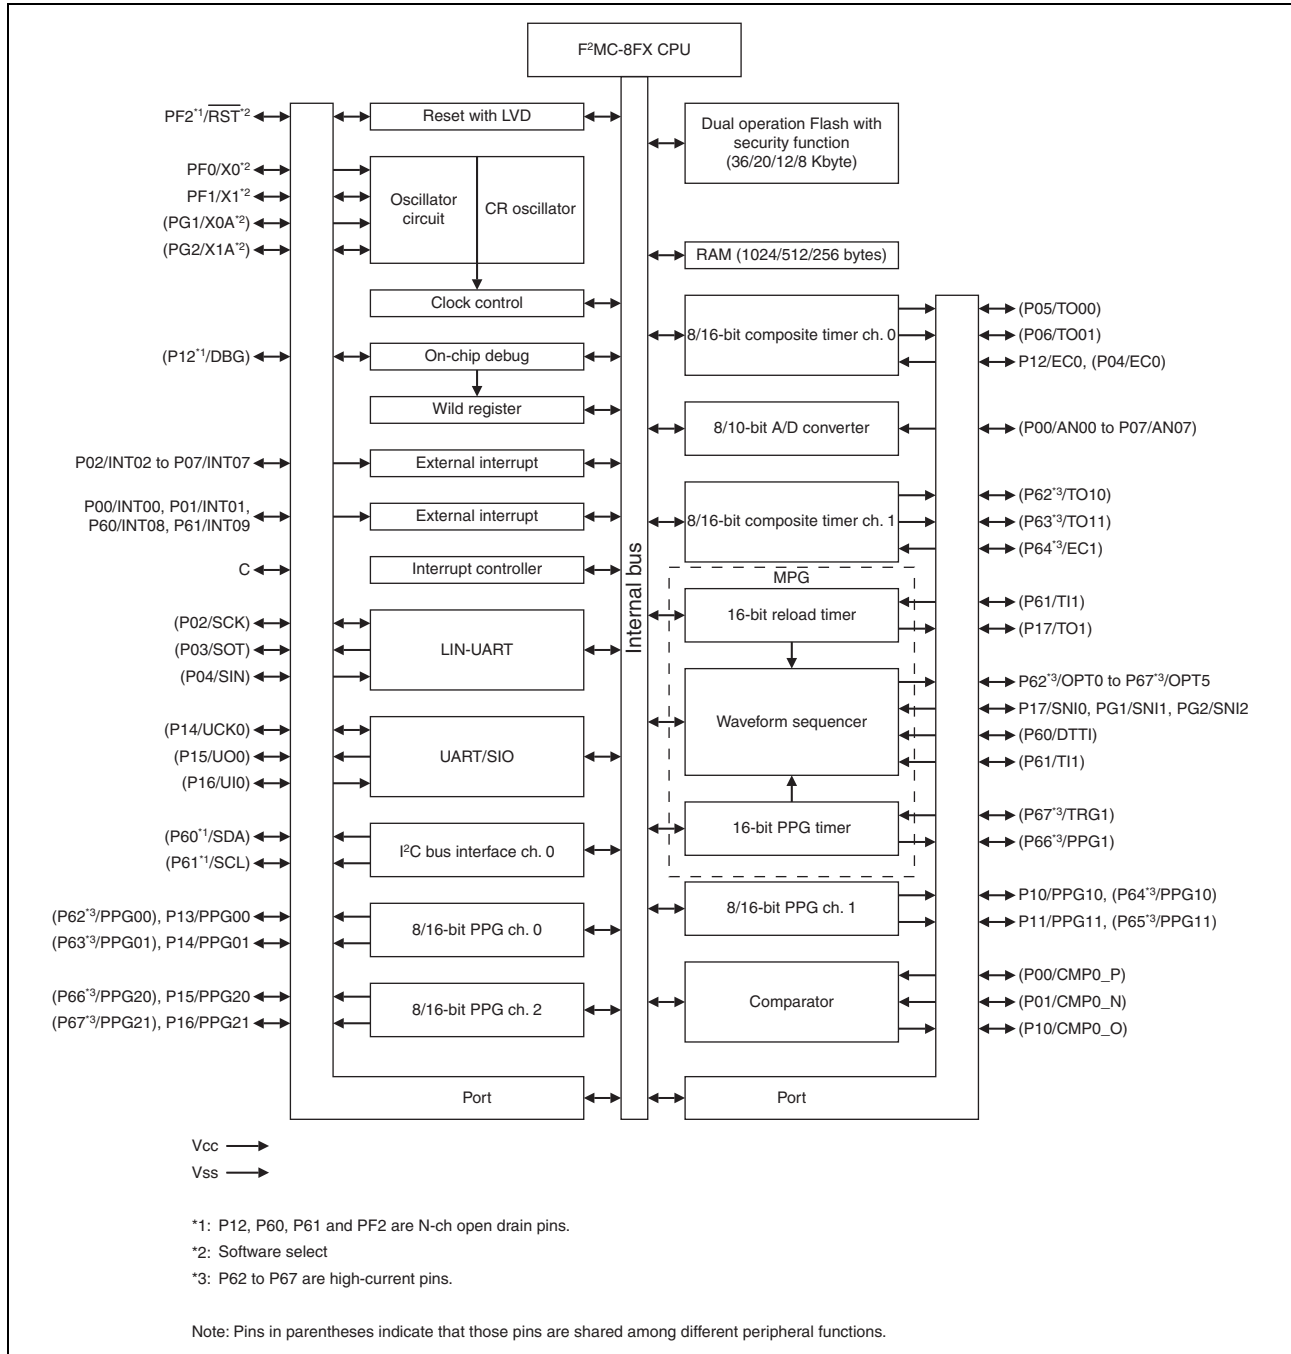 F²MC-8FX CPU
PF2*1/RST*2
Reset with LVD
Dual operation Flash with
security function
(36/20/12/8 Kbyte)
PF0/X0*2
PF1/X1*2
(PG1/X0A*2)
(PG2/X1A*2)
Oscillator
circuit
CR oscillator
RAM (1024/512/256 bytes)
Clock control
8/16-bit composite timer ch. 0
(P05/TO00)
(P06/TO01)
P12/EC0, (P04/EC0)
(P12*1/DBG)
On-chip debug
Wild register
8/10-bit A/D converter
(P00/AN00 to P07/AN07)
P02/INT02 to P07/INT07
External interrupt
P00/INT00, P01/INT01,
P60/INT08, P61/INT09
External interrupt
8/16-bit composite timer ch. 1
(P62*3/TO10)
(P63*3/TO11)
(P64*3/EC1)
C
Interrupt controller
Internal bus
MPG
16-bit reload timer
(P61/TI1)
(P17/TO1)
(P02/SCK)
(P03/SOT)
(P04/SIN)
LIN-UART
Waveform sequencer
P62*3/OPT0 to P67*3/OPT5
P17/SNI0, PG1/SNI1, PG2/SNI2
(P60/DTTI)
(P61/TI1)
(P14/UCK0)
(P15/UO0)
(P16/UI0)
UART/SIO
16-bit PPG timer
(P67*3/TRG1)
(P66*3/PPG1)
(P60*1/SDA)
(P61*1/SCL)
I²C bus interface ch. 0
(P62*3/PPG00), P13/PPG00
(P63*3/PPG01), P14/PPG01
8/16-bit PPG ch. 0
8/16-bit PPG ch. 1
P10/PPG10, (P64*3/PPG10)
P11/PPG11, (P65*3/PPG11)
(P66*3/PPG20), P15/PPG20
(P67*3/PPG21), P16/PPG21
8/16-bit PPG ch. 2
Comparator
(P00/CMP0_P)
(P01/CMP0_N)
(P10/CMP0_O)
Port
Port
Vcc
Vss
*1: P12, P60, P61 and PF2 are N-ch open drain pins.
*2: Software select
*3: P62 to P67 are high-current pins.
Note: Pins in parentheses indicate that those pins are shared among different peripheral functions.